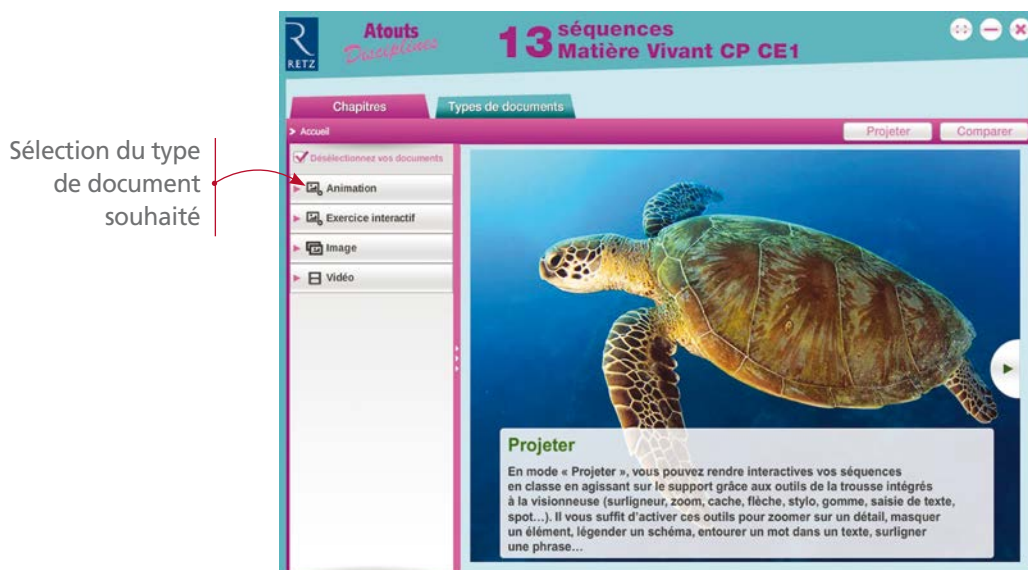 Sélection du type
de document
souhaité
RETZ
Atouts
Disciplines
13 séquences
Matière Vivant CP CE1
Chapitres
Types de documents
> Accueil
Projeter
Comparer
Désélectionnez vos documents
Animation
Exercice interactif
Image
Vidéo
Projeter
En mode « Projeter », vous pouvez rendre interactives vos séquences
en classe en agissant sur le support grâce aux outils de la trousse intégrés
à la visionneuse (surligneur, zoom, cache, flèche, stylo, gomme, saisie de texte,
spot…). Il vous suffit d'activer ces outils pour zoomer sur un détail, masquer
un élément, légender un schéma, entourer un mot dans un texte, surligner
une phrase…